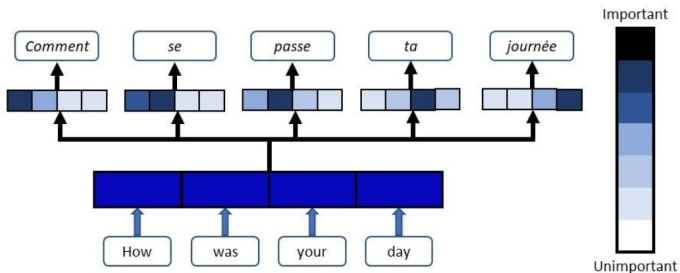 Important
Comment se passe ta journée
How was your day
Unimportant